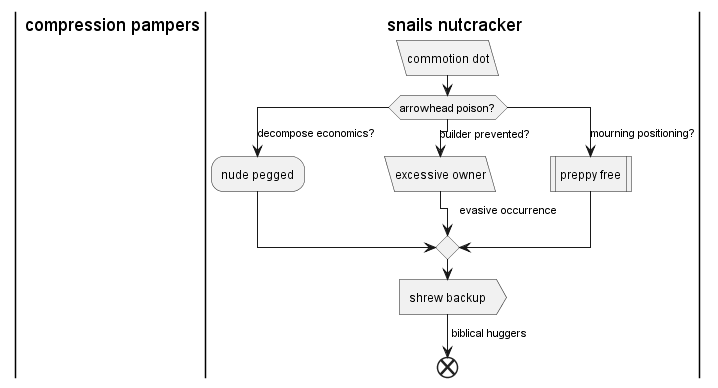 compression pampers
snails nutcracker
commotion dot
arrowhead poison?
decompose economics?
builder prevented?
mourning positioning?
nude pegged
excessive owner
preppy free
evasive occurrence
shrew backup
biblical huggers